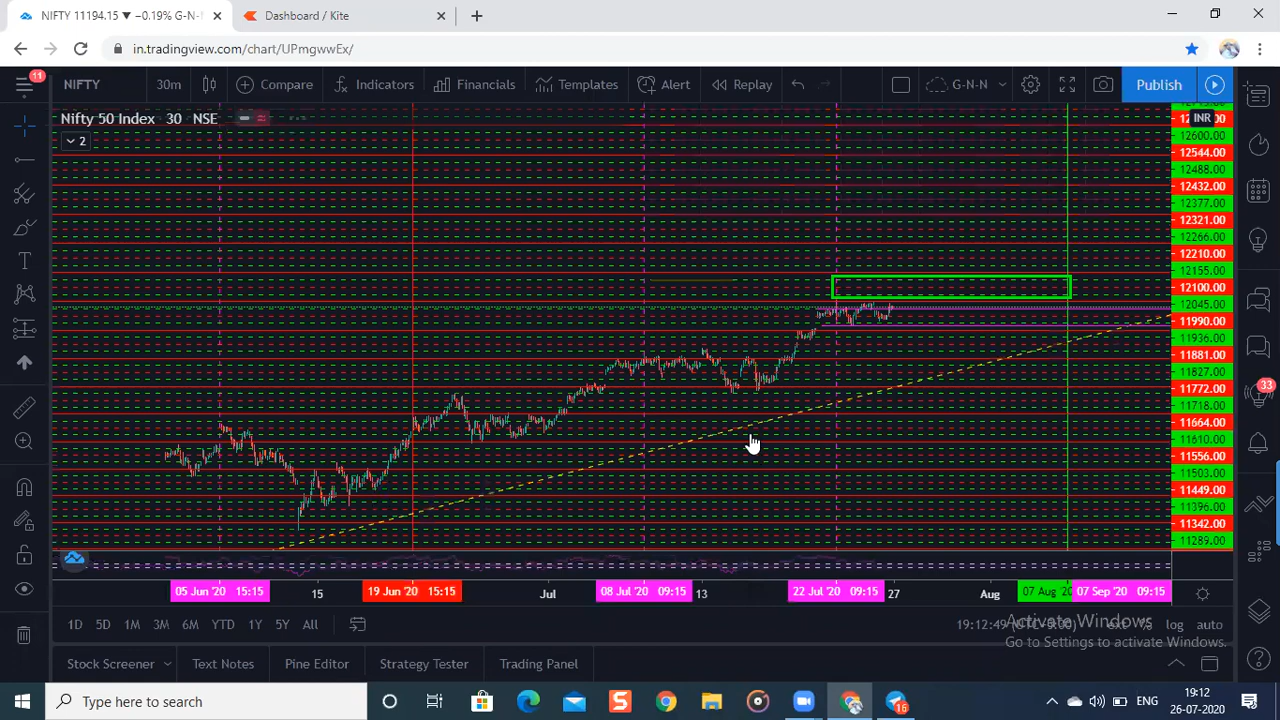 NIFTY 11194.15 ▼ −0.19% G-N-
Dashboard / Kite
in.tradingview.com/chart/UPmgwwEx/
11
NIFTY
30m
Compare
Indicators
Financials
Templates
Alert
Replay
G-N-N
Publish
Nifty 50 Index 30 NSE
INR
2
12600.00
12544.00
12488.00
12432.00
12377.00
12321.00
12266.00
12210.00
12155.00
12100.00
12045.00
11990.00
11936.00
11881.00
11827.00
11772.00
11718.00
11664.00
11610.00
11556.00
11503.00
11449.00
11396.00
11342.00
11289.00
33
05 Jun '20 15:15
15
19 Jun '20 15:15
Jul
08 Jul '20 09:15
13
22 Jul '20 09:15
27
Aug
07 Aug '20
07 Sep '20 09:15
1D 5D 1M 3M 6M YTD 1Y 5Y All
19:12:49
% log auto
Activate Windows
Go to Settings to activate Windows.
Stock Screener
Text Notes
Pine Editor
Strategy Tester
Trading Panel
Type here to search
16
ENG
19:12
26-07-2020